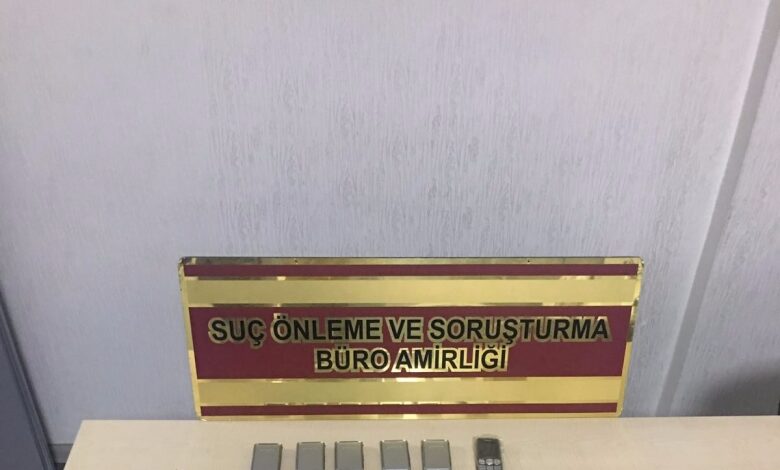 SUÇ ÖNLEME VE SORUŞTURMA
BÜRO AMİRLİĞİ